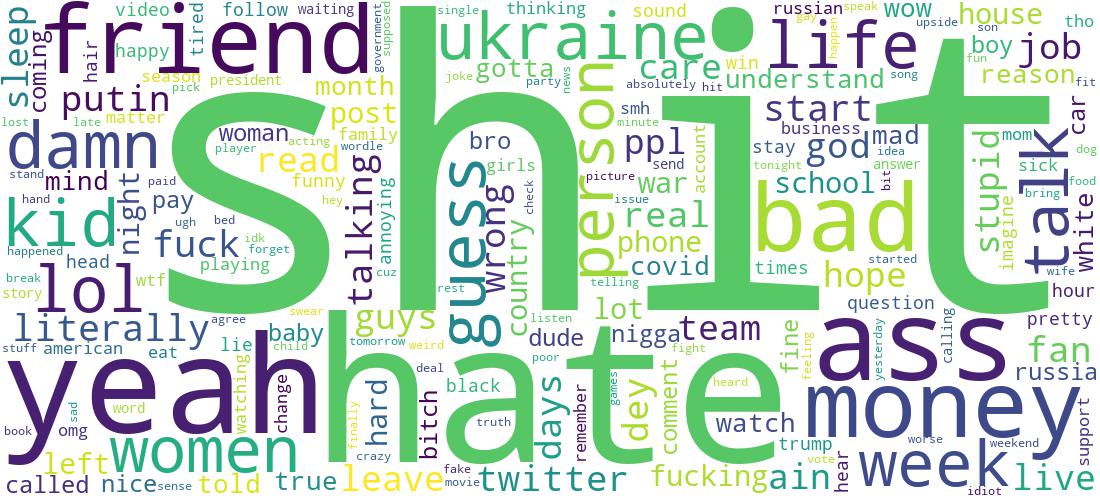 sleep
coming
friend
hair
video
happy
tired
follow
waiting
government
supposed
ukraine
single
thinking
sound
russian
gay
speak
happen
upside
son
wow
house
tho
life
boy
job
fun
song
season
pick
president
month
joke
gotta
news
party
care
win
absolutely
hit
understand
reason
fit
putin
lost
late
matter
post
family
woman
acting
wordle
player
shit
person
smh
minute
ppl
send
account
start
business
stay
god
mad
idea
tonight
answer
stupid
mom
car
talk
white
dog
sick
bring
food
damn
stand
mind
paid
read
funny
hey
bro
girls
guess
wrong
check
picture
war
issue
real
school
bit
bad
imagine
wife
kid
hand
night
pay
ugh
bed
fuck
idk
forget
talking
annoying
cuz
country
phone
covid
telling
times
hope
started
hour
happened
head
playing
wtf
break
story
lol
rest
lot
question
literally
agree
swear
guys
listen
baby
tomorrow
weird
dude
nigga
team
fight
fine
feeling
ass
yesterday
calling
pretty
fan
russia
stuff
american
eat
lie
child
yeah
watching
change
hate
finally
hard
deal
bitch
black
poor
truth
days
remember
games
dey
comment
heard
watch
money
support
book
sad
omg
word
women
crazy
trump
vote
worse
weekend
week
left
called
nice
sense
told
true
leave
fake
movie
twitter
fucking
ain
hear
idiot
live